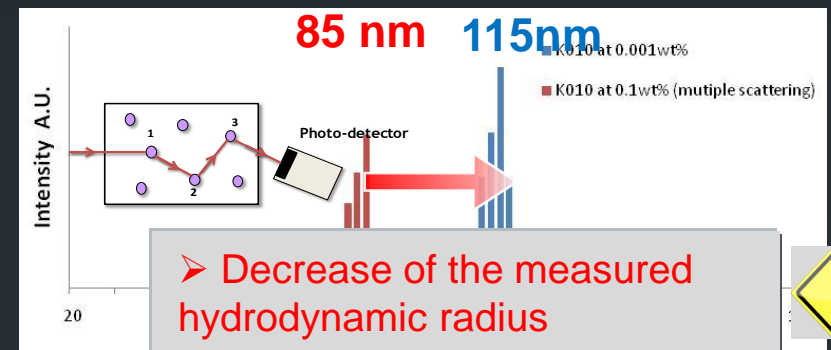 85 nm 115nm
K010 at 0.001wt%
K010 at 0.1wt% (mutiple scattering)
Intensity A.U.
1
2
3
Photo-detector
➢ Decrease of the measured
hydrodynamic radius
20